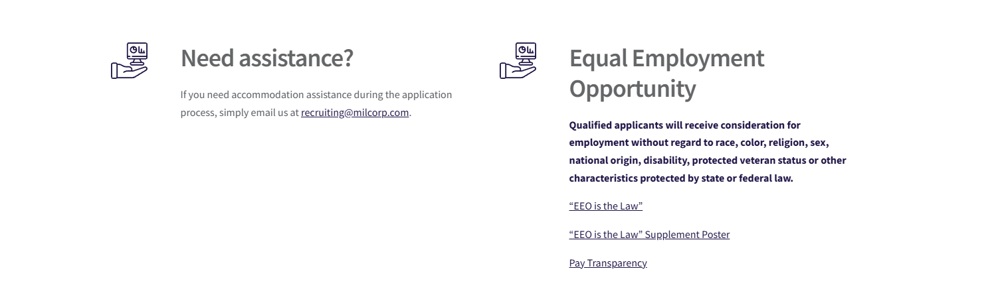 Need assistance?
If you need accommodation assistance during the application
process, simply email us at recruiting@milcorp.com.
Equal Employment
Opportunity
Qualified applicants will receive consideration for
employment without regard to race, color, religion, sex,
national origin, disability, protected veteran status or other
characteristics protected by state or federal law.
“EEO is the Law”
“EEO is the Law” Supplement Poster
Pay Transparency